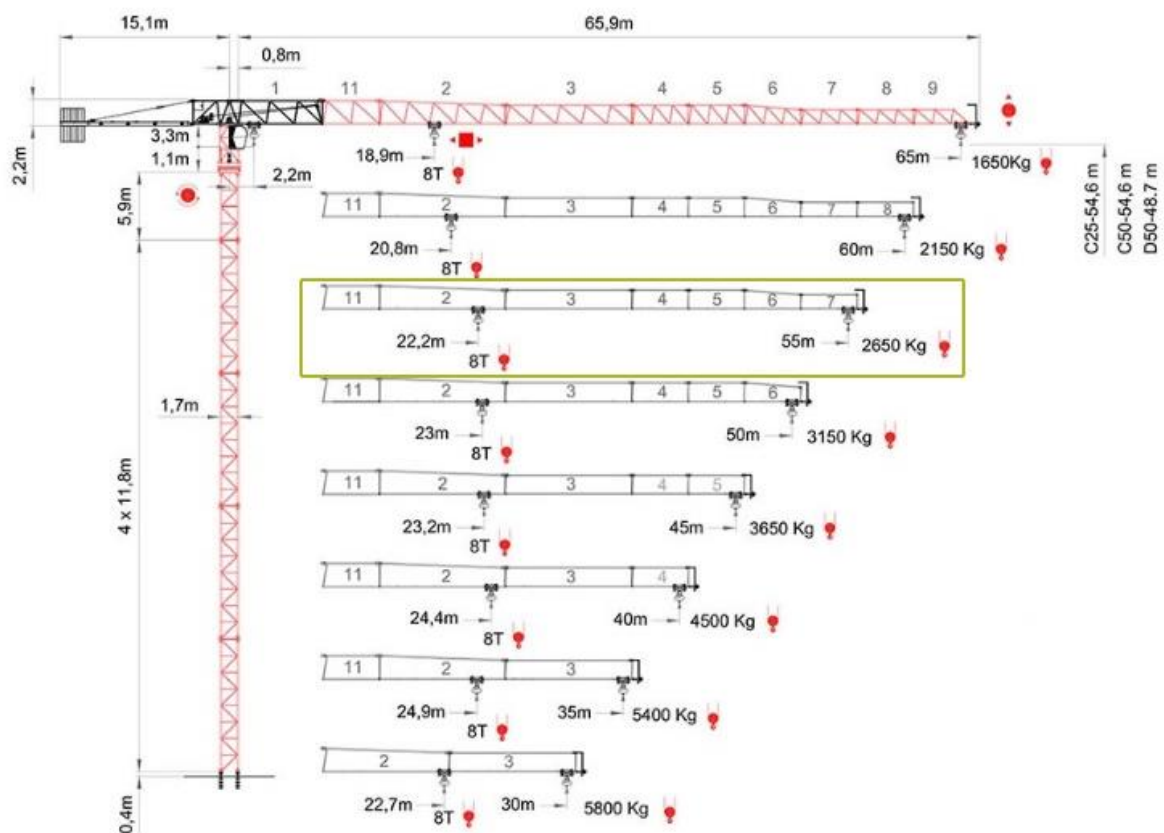 15,1m 65,9m
0,8m
1 11 2 3 4 5 6 7 8 9
2,2m
3,3m
1,1m
18,9m 65m 1650Kg
8T
2,2m
5,9m
C25-54,6 m
C50-54,6 m
D50-48.7 m
11 2 3 4 5 6 7 8
20,8m 60m 2150 Kg
8T
11 2 3 4 5 6 7
22,2m 55m 2650 Kg
8T
11 2 3 4 5 6
1,7m
23m 50m 3150 Kg
8T
4 x 11,8m
11 2 3 4 5
23,2m 45m 3650 Kg
8T
11 2 3 4
24,4m 40m 4500 Kg
8T
11 2 3
24,9m 35m 5400 Kg
8T
2 3
22,7m 30m 5800 Kg
8T
0,4m